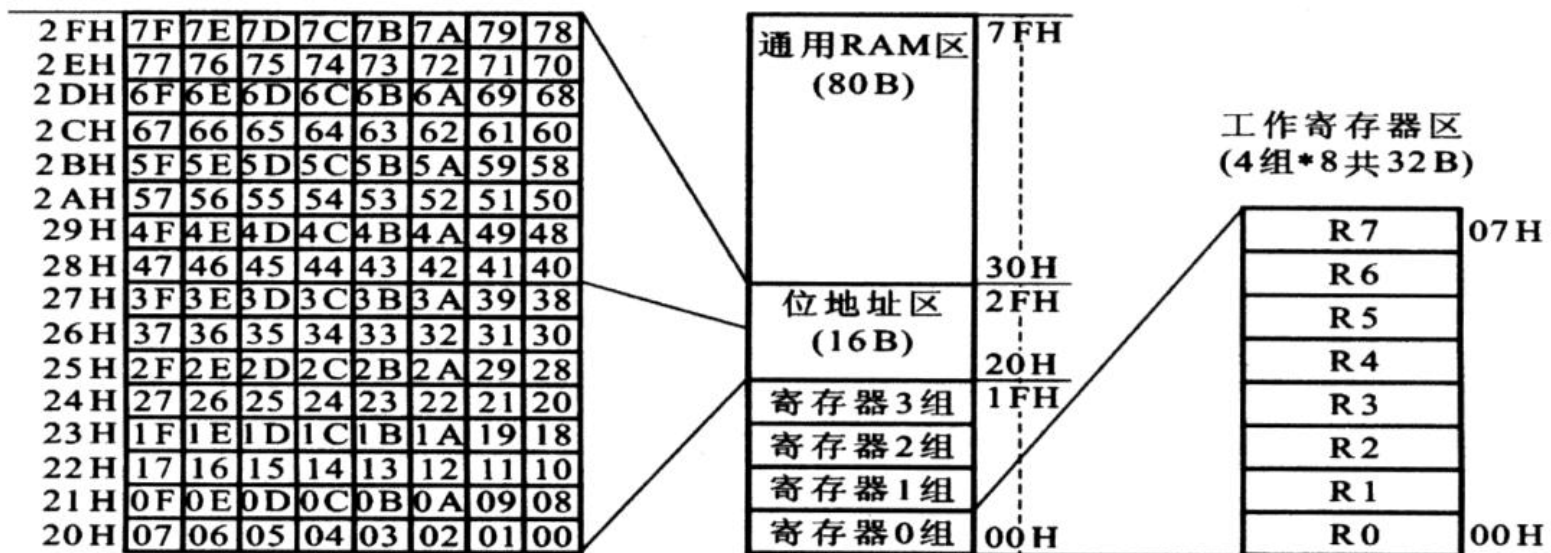 2FH 7F 7E 7D 7C 7B 7A 79 78
2EH 77 76 75 74 73 72 71 70
2DH 6F 6E 6D 6C 6B 6A 69 68
2CH 67 66 65 64 63 62 61 60
2BH 5F 5E 5D 5C 5B 5A 59 58
2AH 57 56 55 54 53 52 51 50
29H 4F 4E 4D 4C 4B 4A 49 48
28H 47 46 45 44 43 42 41 40
27H 3F 3E 3D 3C 3B 3A 39 38
26H 37 36 35 34 33 32 31 30
25H 2F 2E 2D 2C 2B 2A 29 28
24H 27 26 25 24 23 22 21 20
23H 1F 1E 1D 1C 1B 1A 19 18
22H 17 16 15 14 13 12 11 10
21H 0F 0E 0D 0C 0B 0A 09 08
20H 07 06 05 04 03 02 01 00
通用RAM区 7FH
(80B)
30H
位地址区 2FH
(16B)
20H
寄存器3组 1FH
寄存器2组
寄存器1组
寄存器0组 00H
工作寄存器区
(4组*8共32B)
R7 07H
R6
R5
R4
R3
R2
R1
R0 00H